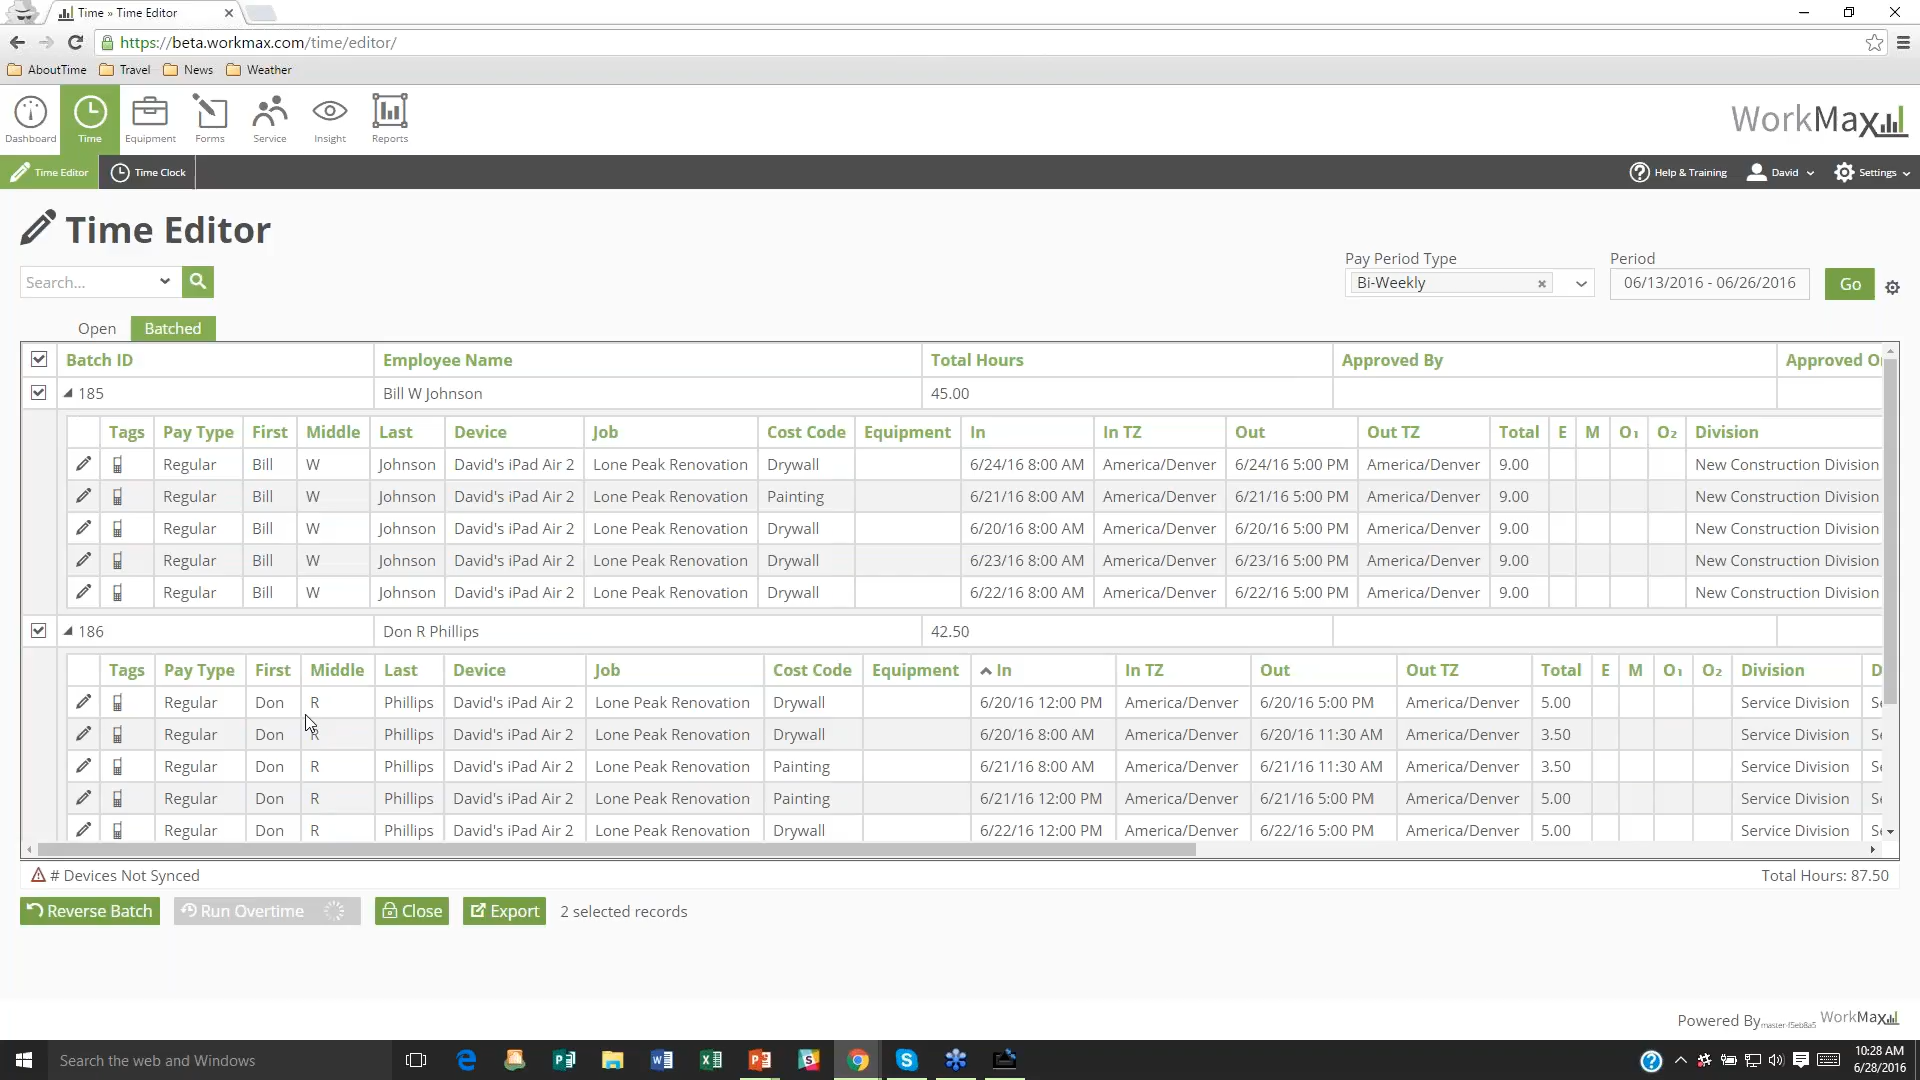 Time » Time Editor
https://beta.workmax.com/time/editor/
AboutTime Travel News Weather
Dashboard Time Equipment Forms Service Insight Reports
WorkMax
Time Editor Time Clock Help & Training David Settings
Time Editor
Pay Period Type Period
Search... Bi-Weekly 06/13/2016 - 06/26/2016 Go
Open Batched
Batch ID Employee Name Total Hours Approved By Approved O
185 Bill W Johnson 45.00
Tags Pay Type First Middle Last Device Job Cost Code Equipment In In TZ Out Out TZ Total E M O₁ O₂ Division
Regular Bill W Johnson David's iPad Air 2 Lone Peak Renovation Drywall 6/24/16 8:00 AM America/Denver 6/24/16 5:00 PM America/Denver 9.00 New Construction Division
Regular Bill W Johnson David's iPad Air 2 Lone Peak Renovation Painting 6/21/16 8:00 AM America/Denver 6/21/16 5:00 PM America/Denver 9.00 New Construction Division
Regular Bill W Johnson David's iPad Air 2 Lone Peak Renovation Drywall 6/20/16 8:00 AM America/Denver 6/20/16 5:00 PM America/Denver 9.00 New Construction Division
Regular Bill W Johnson David's iPad Air 2 Lone Peak Renovation Drywall 6/23/16 8:00 AM America/Denver 6/23/16 5:00 PM America/Denver 9.00 New Construction Division
Regular Bill W Johnson David's iPad Air 2 Lone Peak Renovation Drywall 6/22/16 8:00 AM America/Denver 6/22/16 5:00 PM America/Denver 9.00 New Construction Division
186 Don R Phillips 42.50
Tags Pay Type First Middle Last Device Job Cost Code Equipment In In TZ Out Out TZ Total E M O₁ O₂ Division D
Regular Don R Phillips David's iPad Air 2 Lone Peak Renovation Drywall 6/20/16 12:00 PM America/Denver 6/20/16 5:00 PM America/Denver 5.00 Service Division Se
Regular Don R Phillips David's iPad Air 2 Lone Peak Renovation Drywall 6/20/16 8:00 AM America/Denver 6/20/16 11:30 AM America/Denver 3.50 Service Division Se
Regular Don R Phillips David's iPad Air 2 Lone Peak Renovation Painting 6/21/16 8:00 AM America/Denver 6/21/16 11:30 AM America/Denver 3.50 Service Division Se
Regular Don R Phillips David's iPad Air 2 Lone Peak Renovation Painting 6/21/16 12:00 PM America/Denver 6/21/16 5:00 PM America/Denver 5.00 Service Division Se
Regular Don R Phillips David's iPad Air 2 Lone Peak Renovation Drywall 6/22/16 12:00 PM America/Denver 6/22/16 5:00 PM America/Denver 5.00 Service Division Se
# Devices Not Synced Total Hours: 87.50
Reverse Batch Run Overtime Close Export 2 selected records
Powered By master-f5eb8a5 WorkMax
Search the web and Windows
10:28 AM
6/28/2016